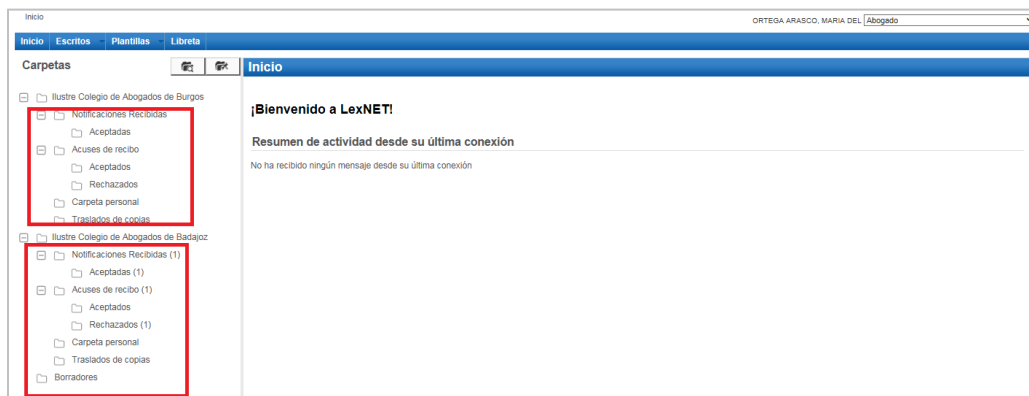 Inicio
ORTEGA ARASCO, MARIA DEL Abogado
Inicio Escritos Plantillas Libreta
Carpetas
Inicio
Ilustre Colegio de Abogados de Burgos
Notificaciones Recibidas
Aceptadas
Acuses de recibo
Aceptados
Rechazados
Carpeta personal
Traslados de copias
Ilustre Colegio de Abogados de Badajoz
Notificaciones Recibidas (1)
Aceptadas (1)
Acuses de recibo (1)
Aceptados
Rechazados (1)
Carpeta personal
Traslados de copias
Borradores
¡Bienvenido a LexNET!
Resumen de actividad desde su última conexión
No ha recibido ningún mensaje desde su última conexión